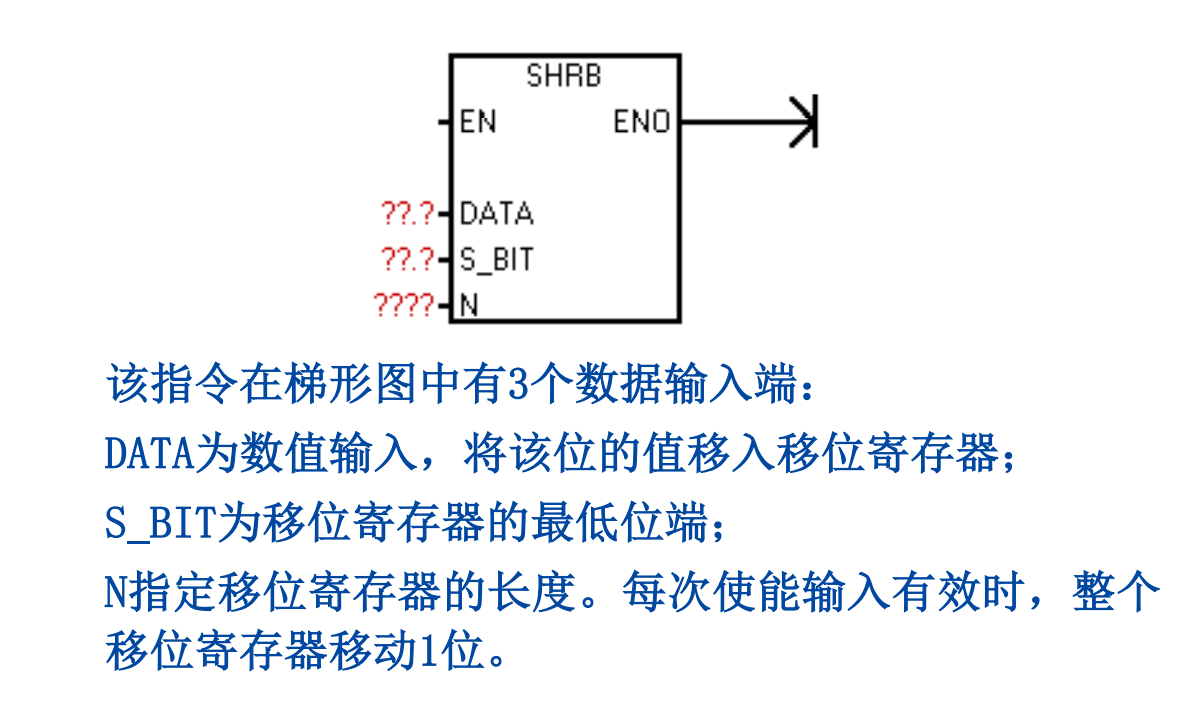 SHRB
EN ENO
??.? DATA
??.? S_BIT
???? N
该指令在梯形图中有3个数据输入端：
DATA为数值输入，将该位的值移入移位寄存器；
S_BIT为移位寄存器的最低位端；
N指定移位寄存器的长度。每次使能输入有效时，整个
移位寄存器移动1位。